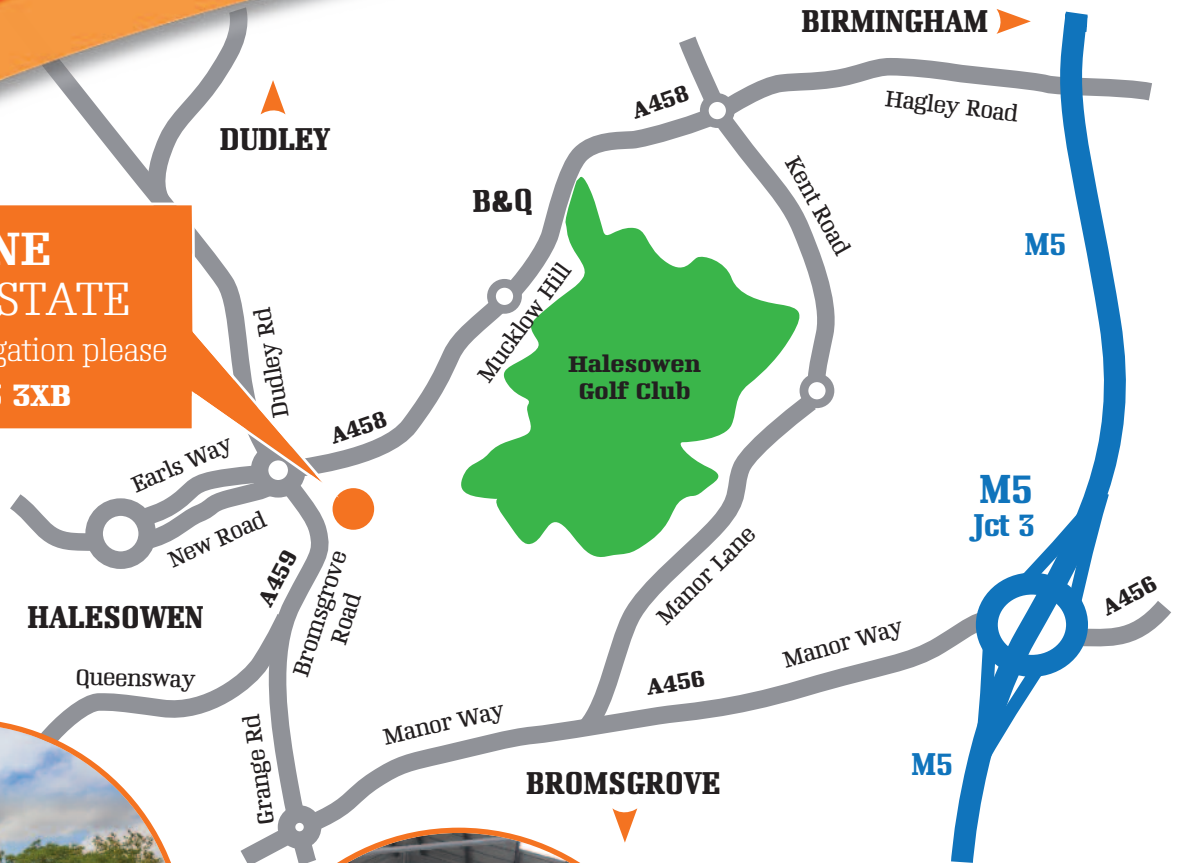 BIRMINGHAM
A458
Hagley Road
DUDLEY
Kent Road
B&Q
M5
NE
STATE
gation please
3XB
Dudley Rd
Mucklow Hill
Halesowen
Golf Club
A458
Earls Way
New Road
M5
Jct 3
A459
Bromsgrove
Road
Manor Lane
A456
HALESOWEN
Manor Way
Queensway
A456
Manor Way
Grange Rd
BROMSGROVE
M5